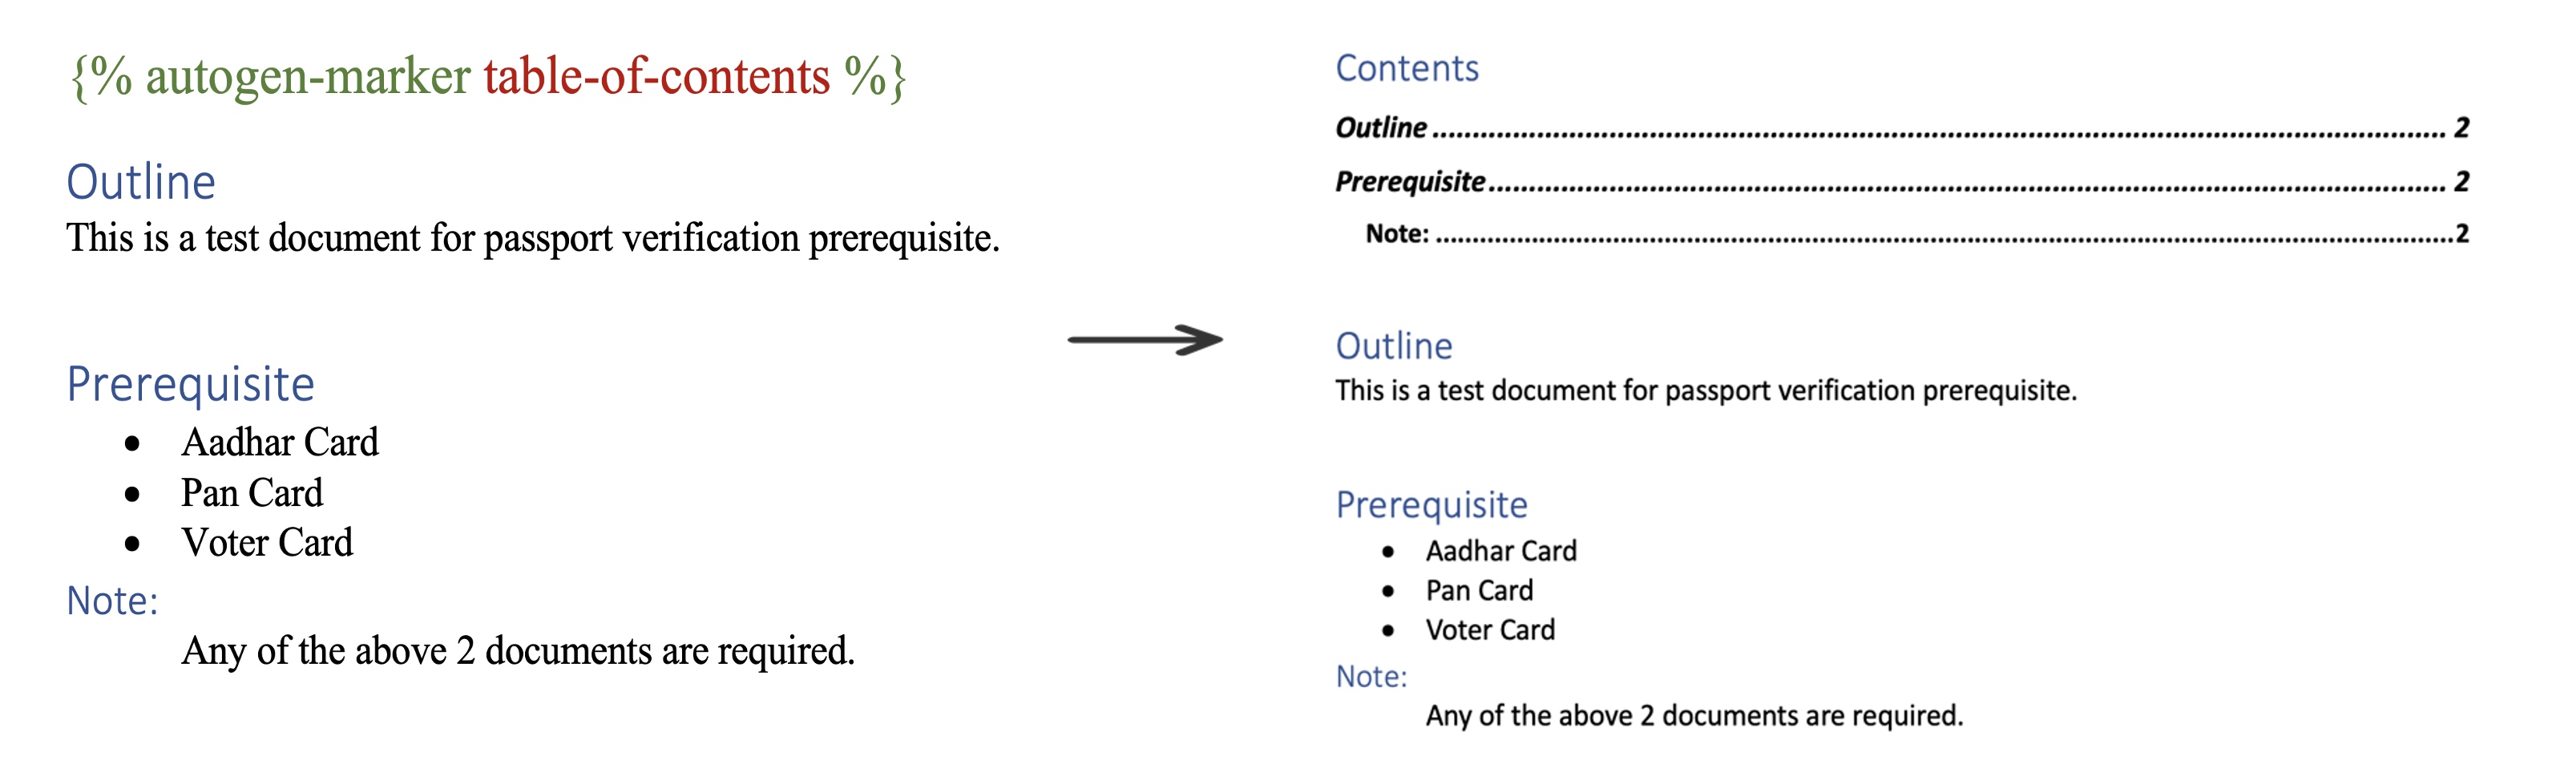 {% autogen-marker table-of-contents %}
Outline
This is a test document for passport verification prerequisite.
Prerequisite
• Aadhar Card
• Pan Card
• Voter Card
Note:
Any of the above 2 documents are required.
Contents
Outline ........................................................................ 2
Prerequisite ........................................................................ 2
Note: ........................................................................ 2
Outline
This is a test document for passport verification prerequisite.
Prerequisite
• Aadhar Card
• Pan Card
• Voter Card
Note:
Any of the above 2 documents are required.